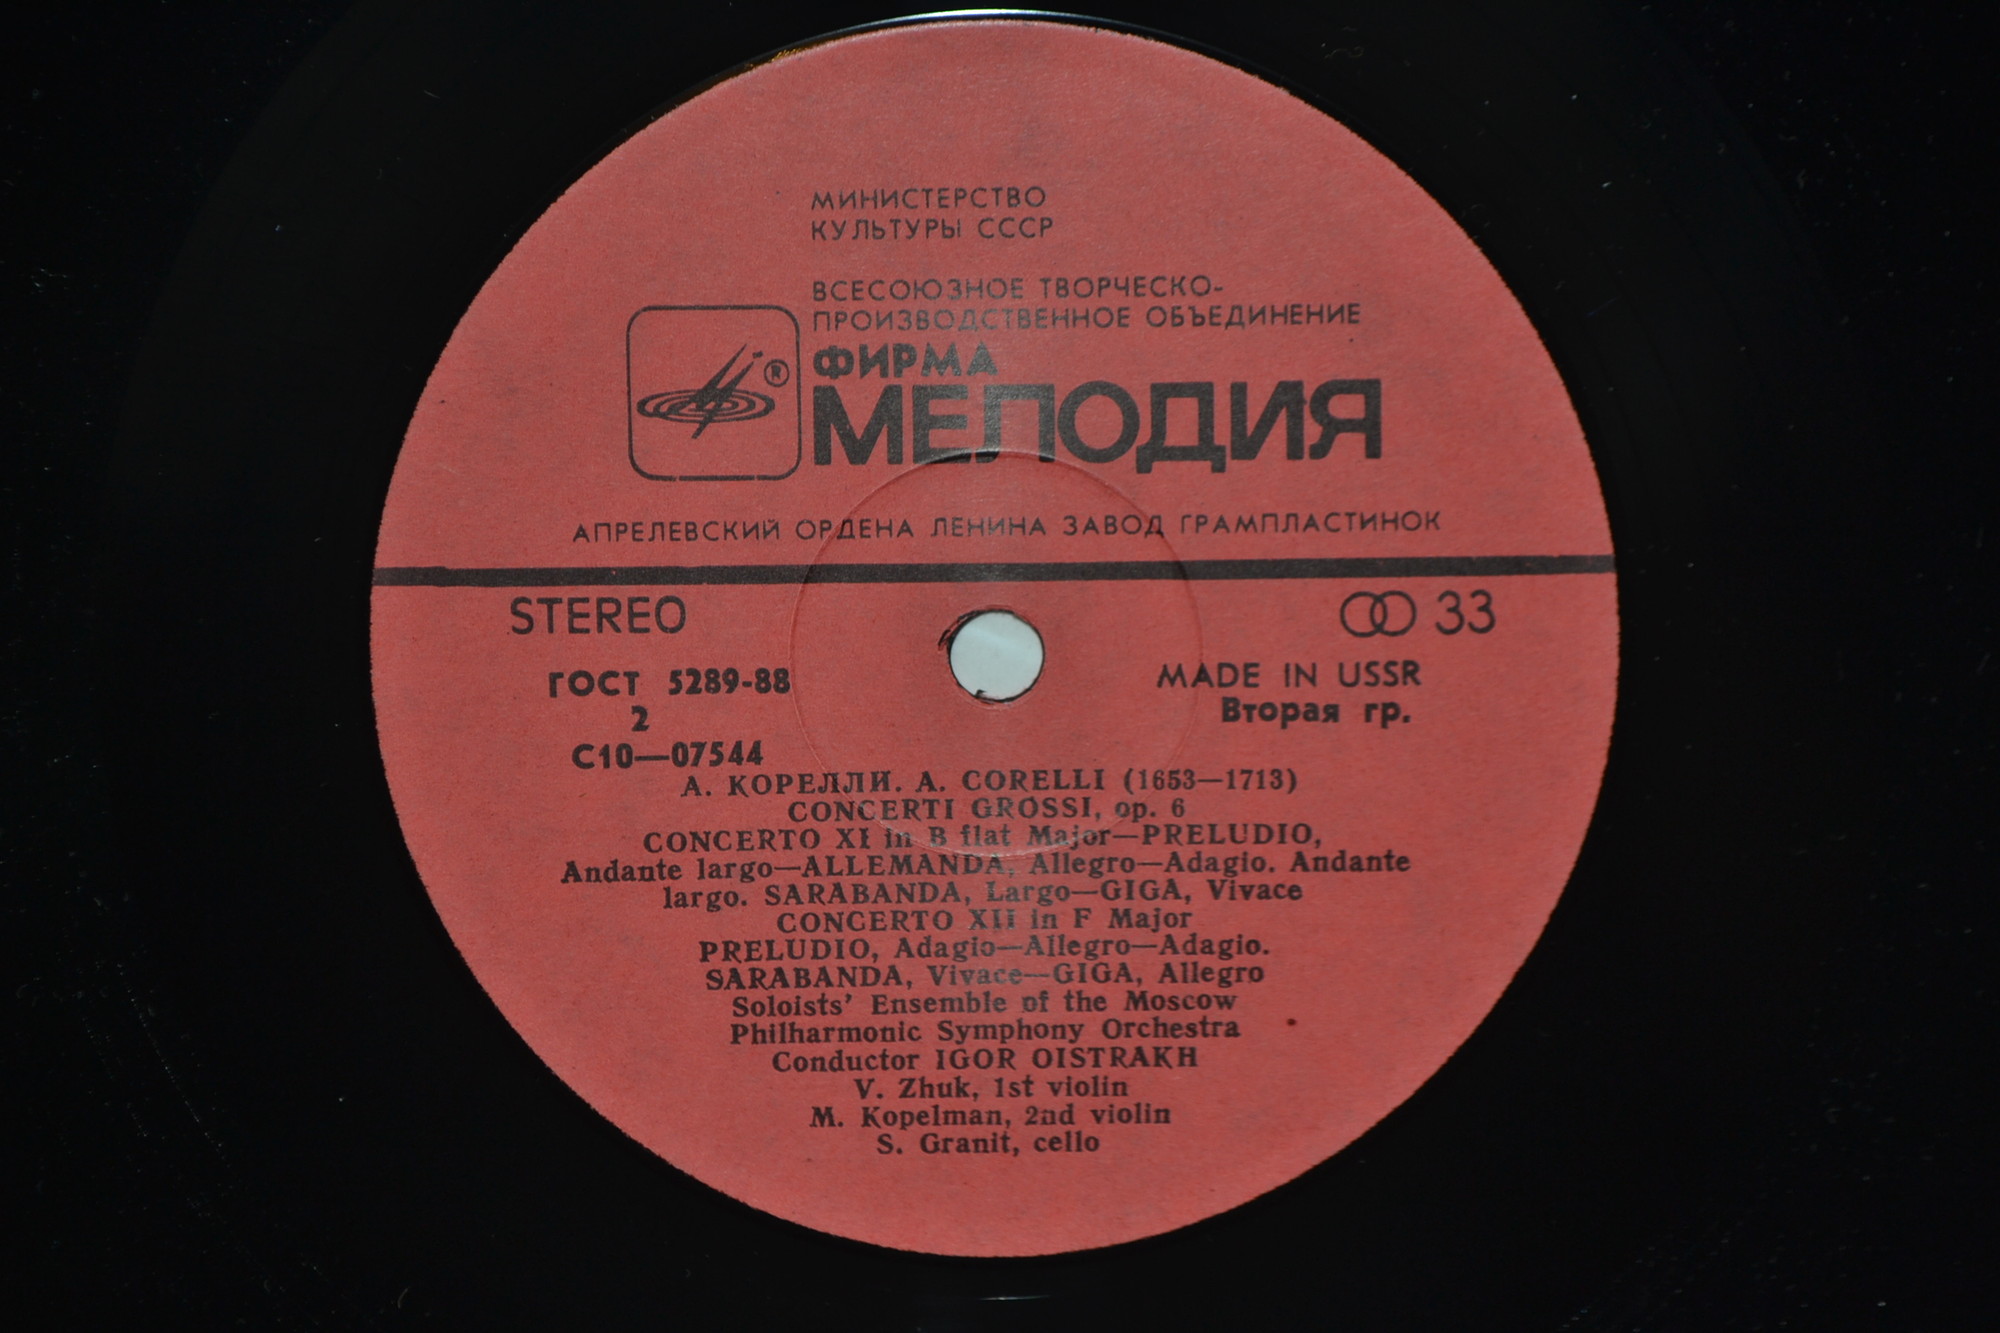 МИНИСТЕРСТВО
КУЛЬТУРЫ СССР
ВСЕСОЮЗНОЕ ТВОРЧЕСКО-
ПРОИЗВОДСТВЕННОЕ ОБЪЕДИНЕНИЕ
®
ФИРМА
МЕЛОДИЯ
АПРЕЛЕВСКИЙ ОРДЕНА ЛЕНИНА ЗАВОД ГРАМПЛАСТИНОК
STEREO 33
ГОСТ 5289-88 MADE IN USSR
2 Вторая гр.
С10—07544
А. КОРЕЛЛИ. A. CORELLI (1653—1713)
CONCERTI GROSSI, op. 6
CONCERTO XI in B flat Major—PRELUDIO,
Andante largo—ALLEMANDA, Allegro—Adagio. Andante
largo. SARABANDA, Largo—GIGA, Vivace
CONCERTO XII in F Major
PRELUDIO, Adagio—Allegro—Adagio.
SARABANDA, Vivace—GIGA, Allegro
Soloists' Ensemble of the Moscow
Philharmonic Symphony Orchestra
Conductor IGOR OISTRAKH
V. Zhuk, 1st violin
M. Kopelman, 2nd violin
S. Granit, cello